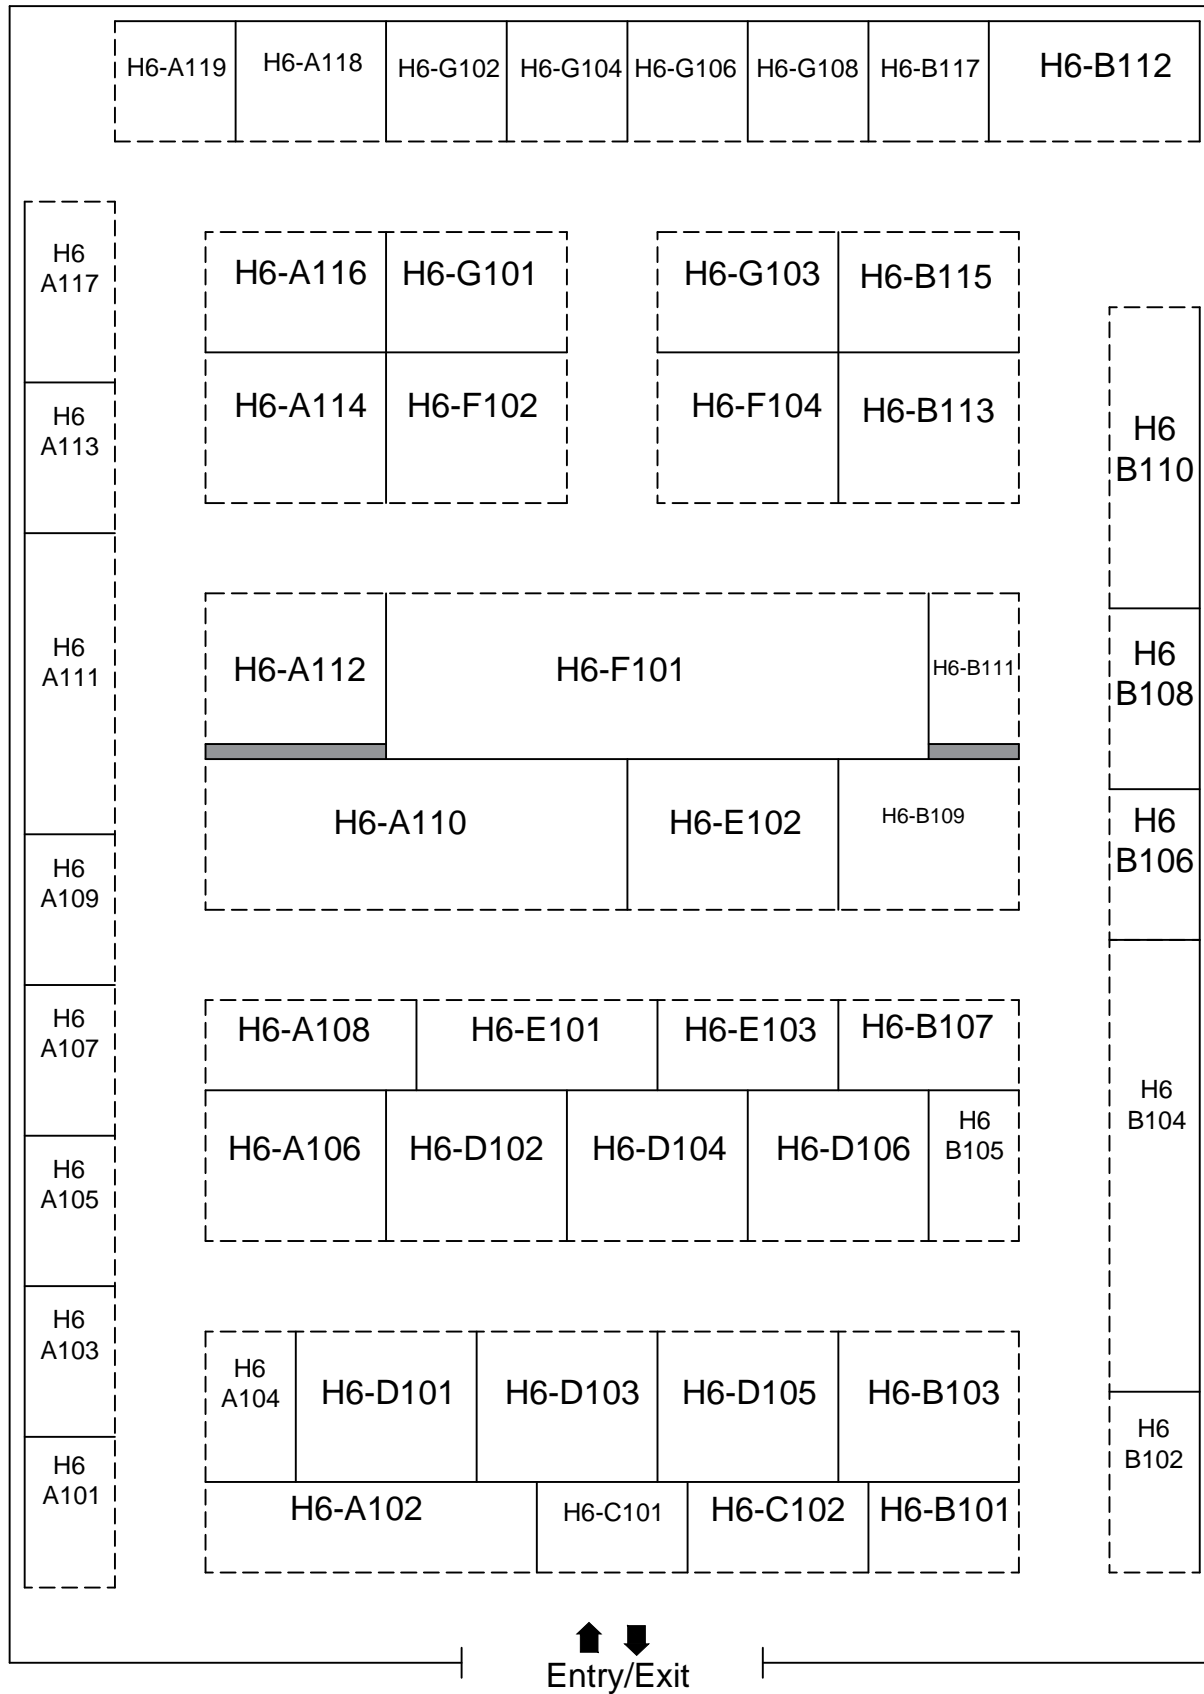 H6-A119 H6-A118 H6-G102 H6-G104 H6-G106 H6-G108 H6-B117 H6-B112
H6
A117
H6-A116 H6-G101 H6-G103 H6-B115
H6
A113
H6-A114 H6-F102 H6-F104 H6-B113
H6
B110
H6
A111
H6-A112 H6-F101 H6-B111
H6
B108
H6-A110 H6-E102 H6-B109
H6
B106
H6
A109
H6
A107
H6-A108 H6-E101 H6-E103 H6-B107
H6
B104
H6-A106 H6-D102 H6-D104 H6-D106
H6
B105
H6
A105
H6
A103
H6
A104
H6-D101 H6-D103 H6-D105 H6-B103
H6
B102
H6
A101
H6-A102 H6-C101 H6-C102 H6-B101
Entry/Exit